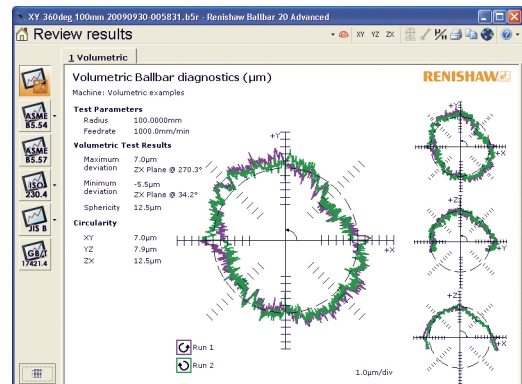 XY 360deg 100mm 20090930-005831.b5r - Renishaw Ballbar 20 Advanced
Review results
XY YZ ZX
1 Volumetric
Volumetric Ballbar diagnostics (µm)
RENISHAW
Machine: Volumetric examples
Test Parameters
Radius 100.0000mm
Feedrate 1000.0mm/min
Volumetric Test Results
Maximum deviation 7.0µm
ZX Plane @ 270.3°
Minimum deviation -5.5µm
ZX Plane @ 34.2°
Sphericity 12.5µm
Circularity
XY 7.0µm
YZ 7.9µm
ZX 12.5µm
+Y
+X
Run 1
Run 2
1.0µm/div
+Y
+X
+Z
+Y
+Z
+X
ASME
B5.54
ASME
B5.57
ISO
230.4
JIS B
GB/T
17421.4